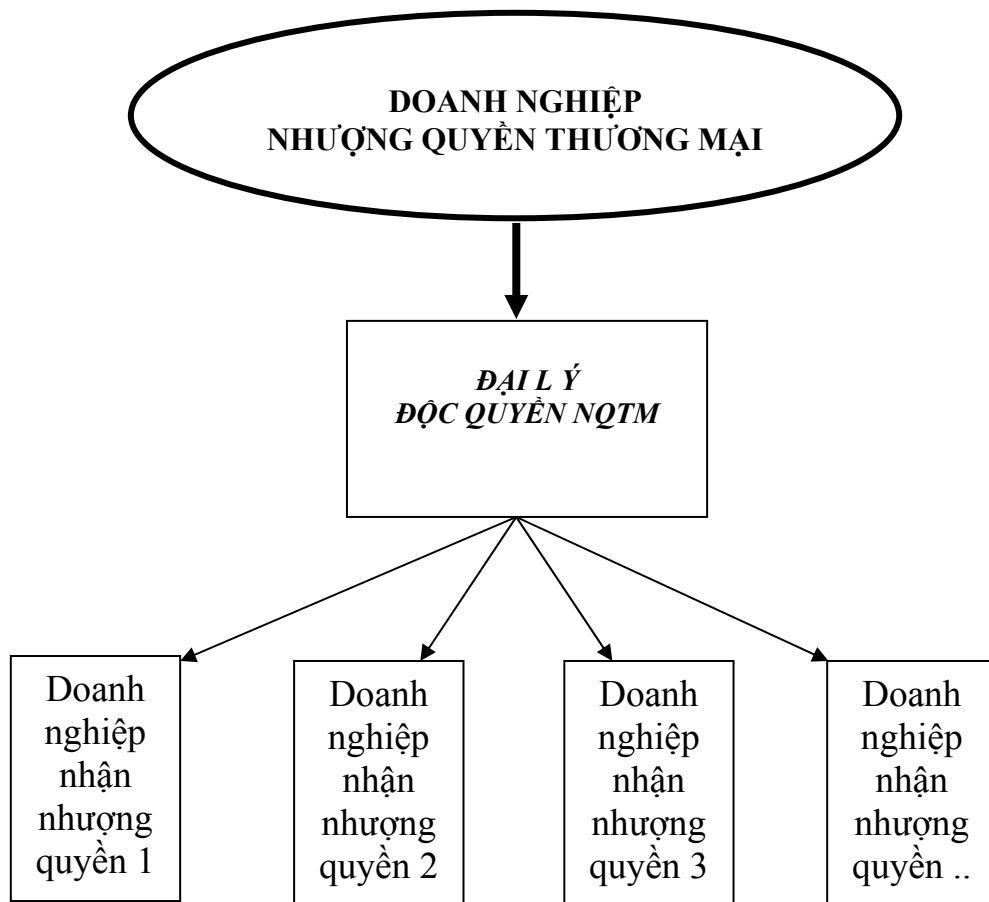 DOANH NGHIỆP
NHƯỢNG QUYỀN THƯƠNG MẠI
ĐẠI L Ý
ĐỘC QUYỀN NQTM
Doanh
nghiệp
nhận
nhượng
quyền 1
Doanh
nghiệp
nhận
nhượng
quyền 2
Doanh
nghiệp
nhận
nhượng
quyền 3
Doanh
nghiệp
nhận
nhượng
quyền ..